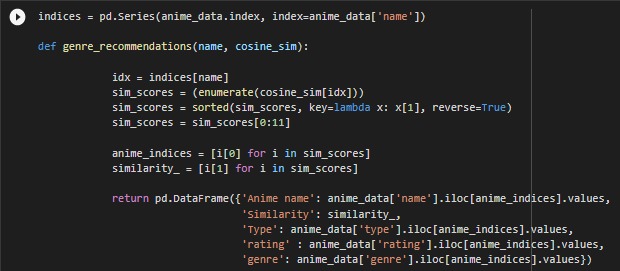 indices = pd.Series(anime_data.index, index=anime_data['name'])
def genre_recommendations(name, cosine_sim):
idx = indices[name]
sim_scores = (enumerate(cosine_sim[idx]))
sim_scores = sorted(sim_scores, key=lambda x: x[1], reverse=True)
sim_scores = sim_scores[0:11]
anime_indices = [i[0] for i in sim_scores]
similarity_ = [i[1] for i in sim_scores]
return pd.DataFrame({'Anime name': anime_data['name'].iloc[anime_indices].values,
'Similarity': similarity_,
'Type': anime_data['type'].iloc[anime_indices].values,
'rating' : anime_data['rating'].iloc[anime_indices].values,
'genre': anime_data['genre'].iloc[anime_indices].values})